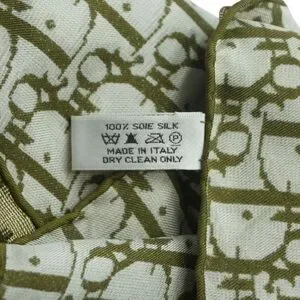 100% SOIE SILK
P
MADE IN ITALY
DRY CLEAN ONLY